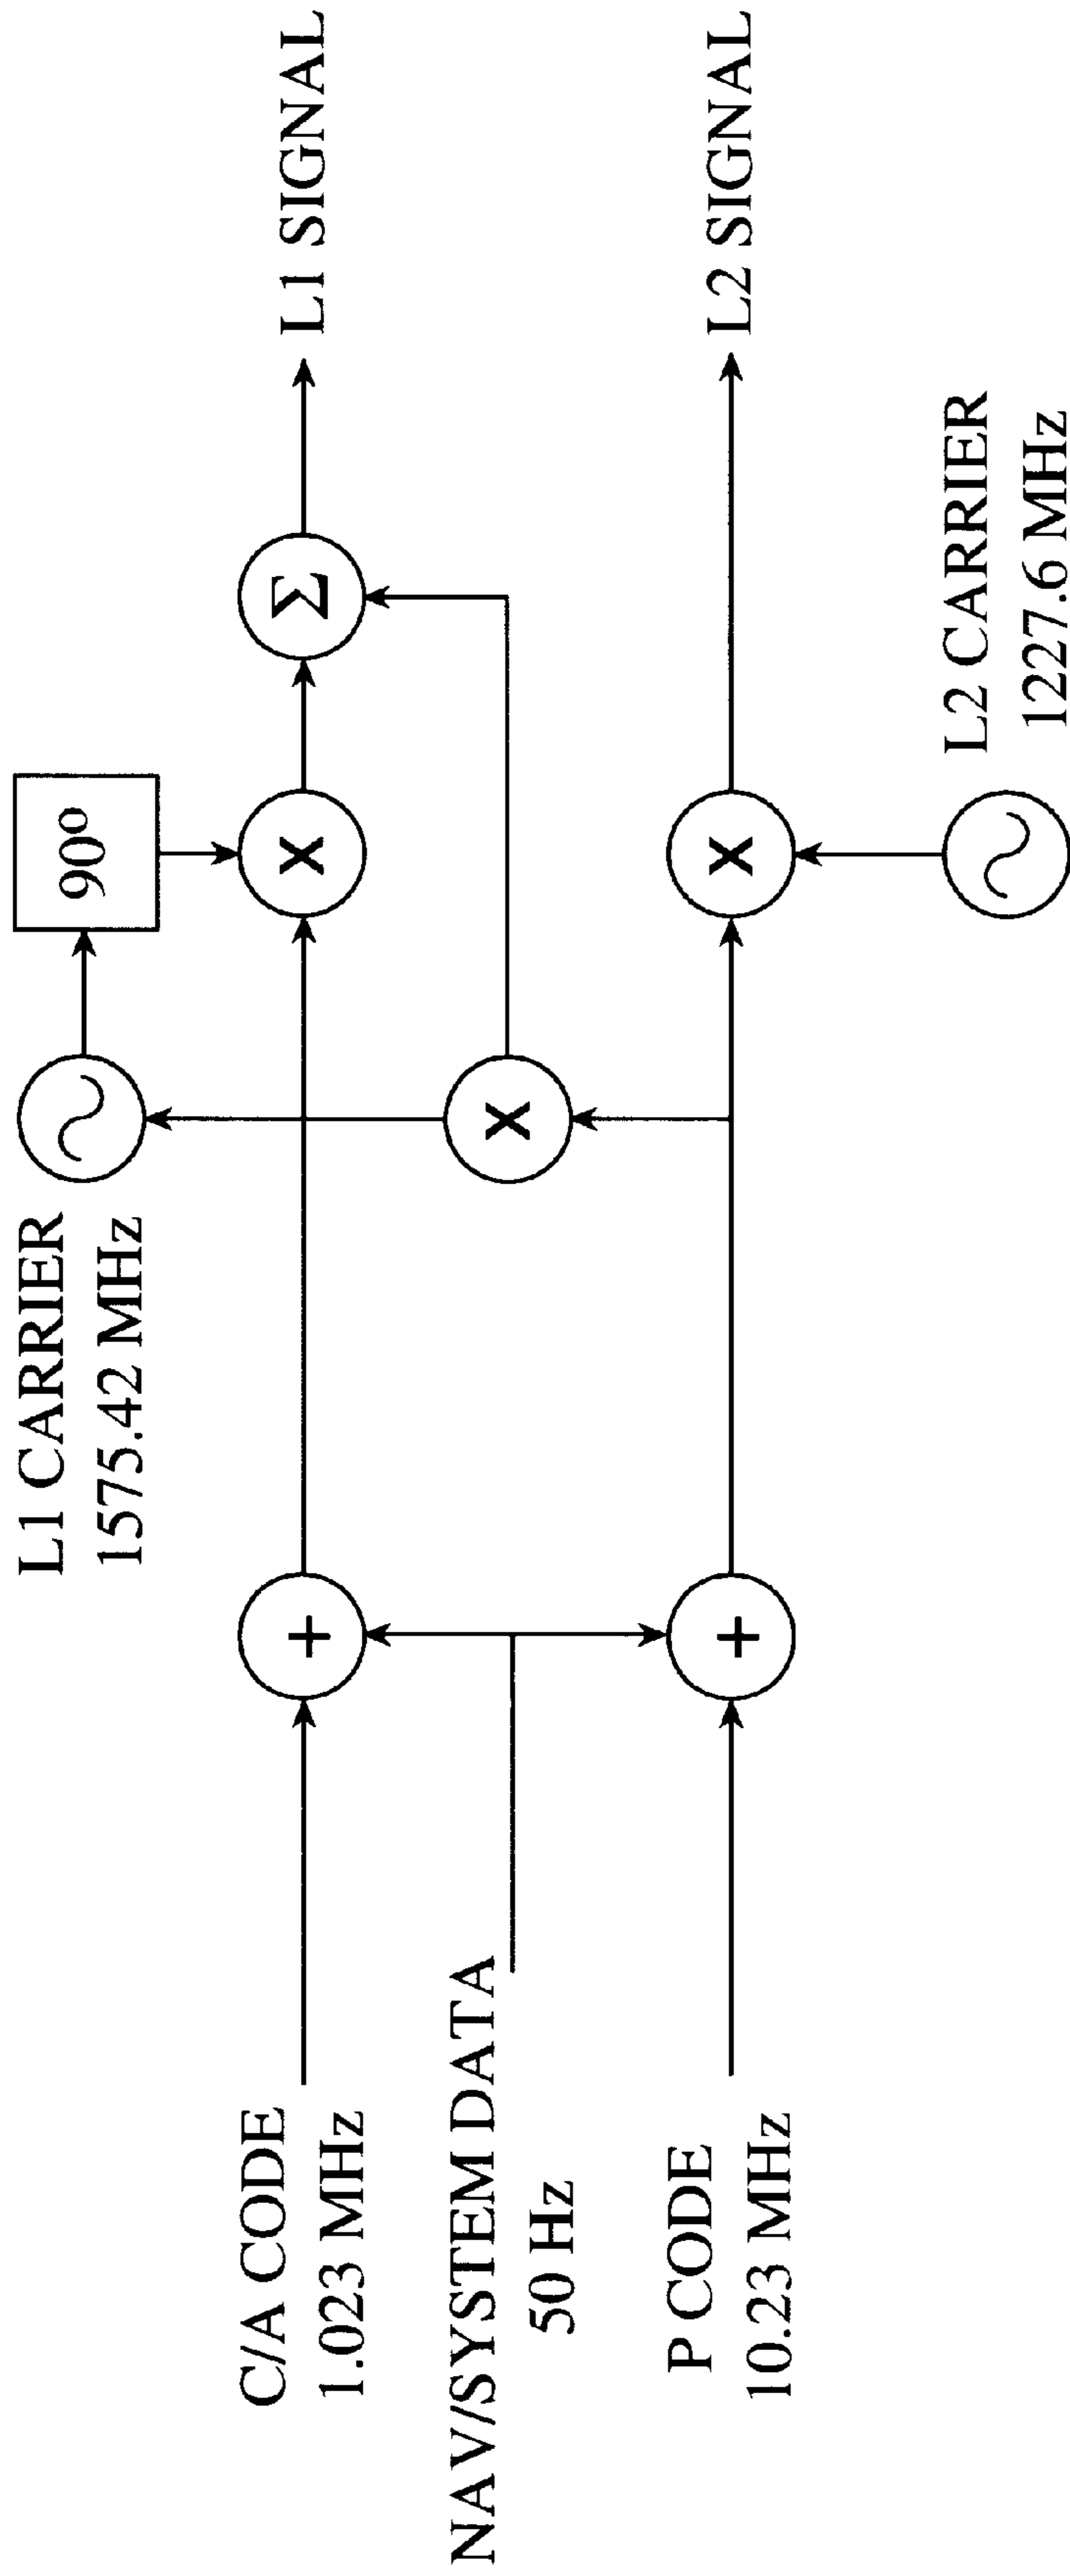 L1 CARRIER
1575.42 MHz
90º
C/A CODE
1.023 MHz
+
X
Σ
L1 SIGNAL
NAV/SYSTEM DATA
50 Hz
X
P CODE
10.23 MHz
+
X
L2 SIGNAL
L2 CARRIER
1227.6 MHz